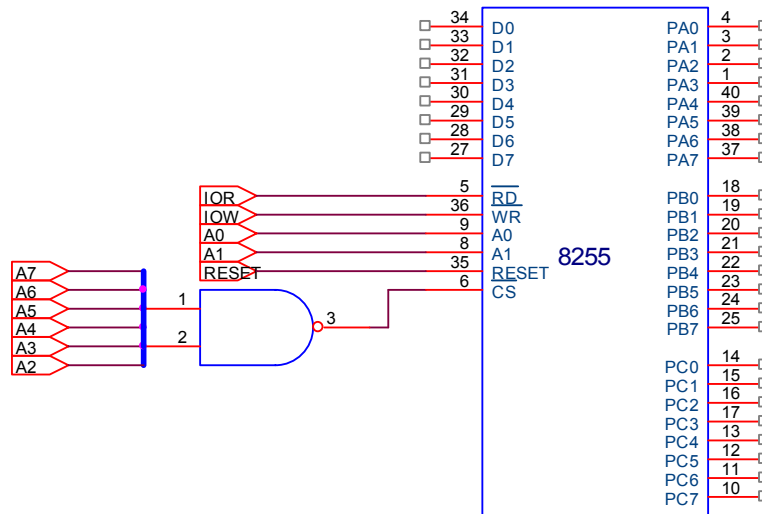 34 D0 PA0 4
33 D1 PA1 3
32 D2 PA2 2
31 D3 PA3 1
30 D4 PA4 40
29 D5 PA5 39
28 D6 PA6 38
27 D7 PA7 37
IOR 5 RD PB0 18
IOW 36 WR PB1 19
A0 9 A0 PB2 20
A1 8 A1 PB3 21
8255
RESET 35 RESET PB4 22
6 CS PB5 23
PB6 24
PB7 25
A7
A6
A5 1
A4 3
A3 2
A2
PC0 14
PC1 15
PC2 16
PC3 17
PC4 13
PC5 12
PC6 11
PC7 10